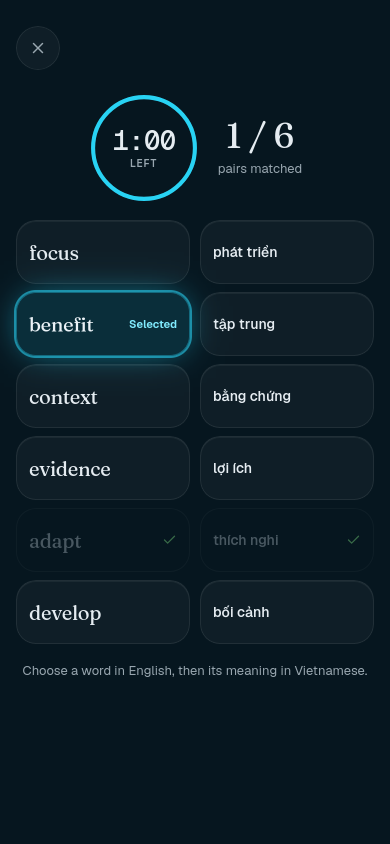 1:00
LEFT
1/6
pairs matched
focus
phát triển
benefit
Selected
tập trung
context
bằng chứng
evidence
lợi ích
adapt
thích nghi
develop
bối cảnh
Choose a word in English, then its meaning in Vietnamese.